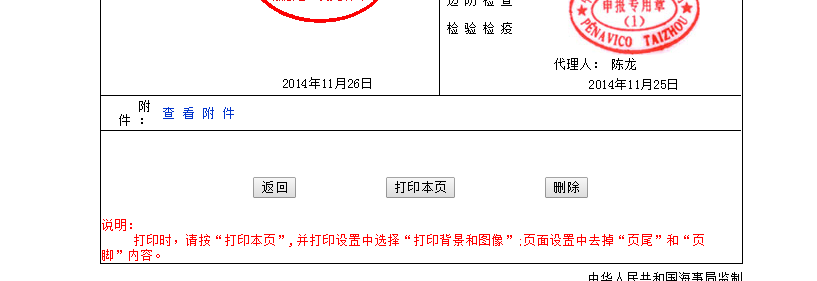 边防检查
申报专用章
(1)
PENAVICO TAIZHOU
检验检疫
代理人： 陈龙
2014年11月26日
2014年11月25日
附
件： 查看附件
返回 打印本页 删除
说明:
打印时，请按“打印本页”, 并打印设置中选择“打印背景和图像”;页面设置中去掉“页尾”和“页
脚”内容。
中华人民共和国海事局监制